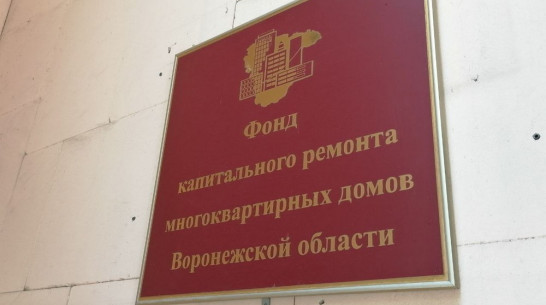 Фонд
капитального ремонта
многоквартирных домов
Воронежской области